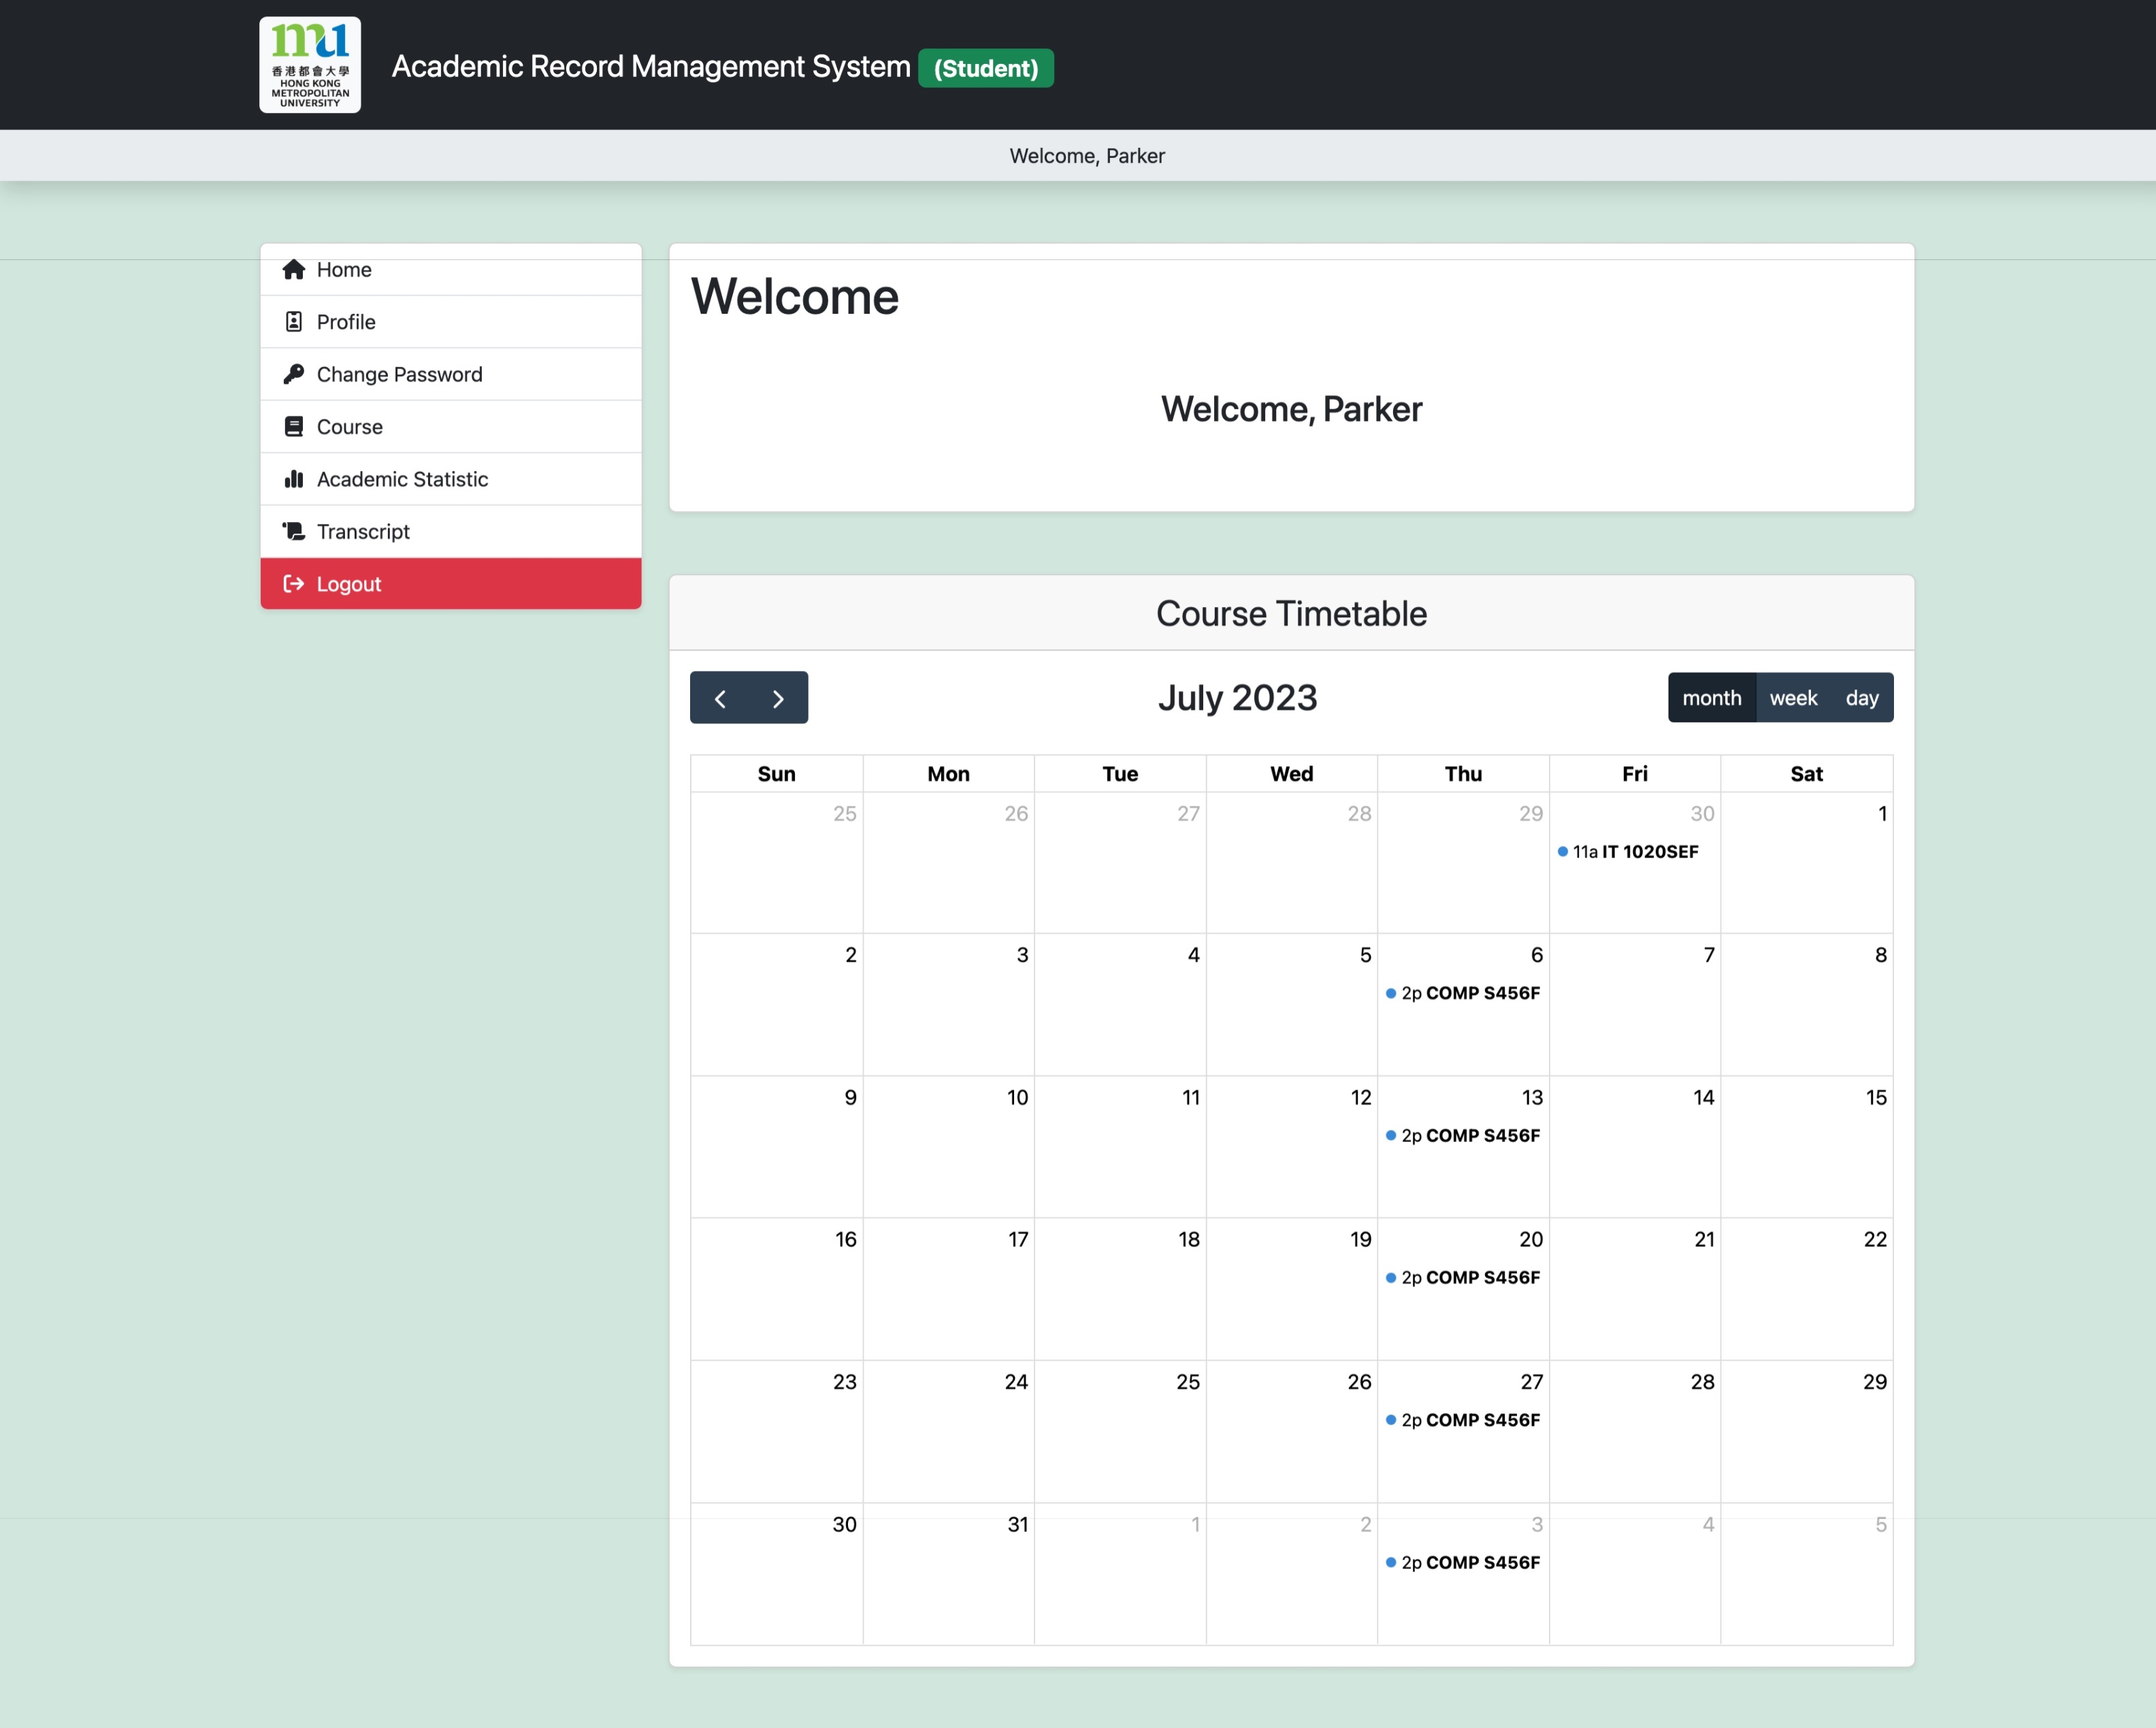 mu
香港都會大學
HONG KONG
METROPOLITAN
UNIVERSITY
Academic Record Management System (Student)
Welcome, Parker
Home
Profile
Change Password
Course
Academic Statistic
Transcript
Logout
Welcome
Welcome, Parker
Course Timetable
July 2023
month week day
Sun Mon Tue Wed Thu Fri Sat
25 26 27 28 29 30 1
11a IT 1020SEF
2 3 4 5 6 7 8
2p COMP S456F
9 10 11 12 13 14 15
2p COMP S456F
16 17 18 19 20 21 22
2p COMP S456F
23 24 25 26 27 28 29
2p COMP S456F
30 31 1 2 3 4 5
2p COMP S456F